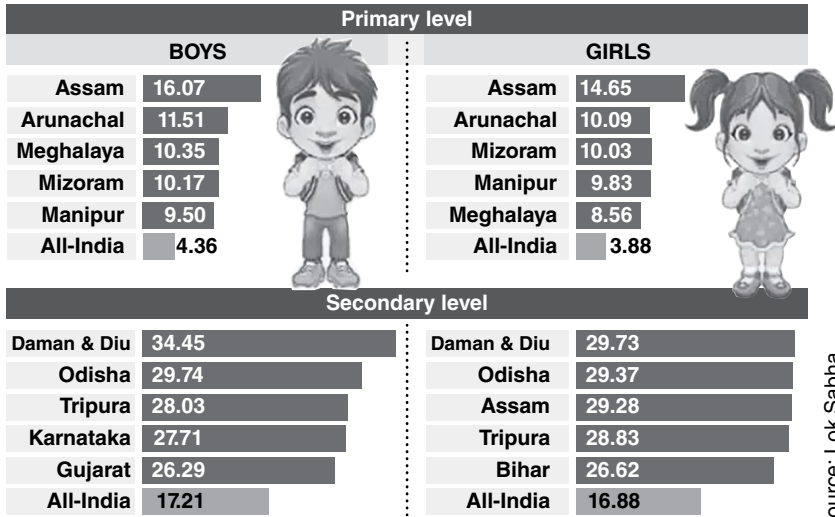 Primary level
BOYS
Assam 16.07
Arunachal 11.51
Meghalaya 10.35
Mizoram 10.17
Manipur 9.50
All-India 4.36
GIRLS
Assam 14.65
Arunachal 10.09
Mizoram 10.03
Manipur 9.83
Meghalaya 8.56
All-India 3.88
Secondary level
Daman & Diu 34.45
Odisha 29.74
Tripura 28.03
Karnataka 27.71
Gujarat 26.29
All-India 17.21
Daman & Diu 29.73
Odisha 29.37
Assam 29.28
Tripura 28.83
Bihar 26.62
All-India 16.88
Lok Sabha